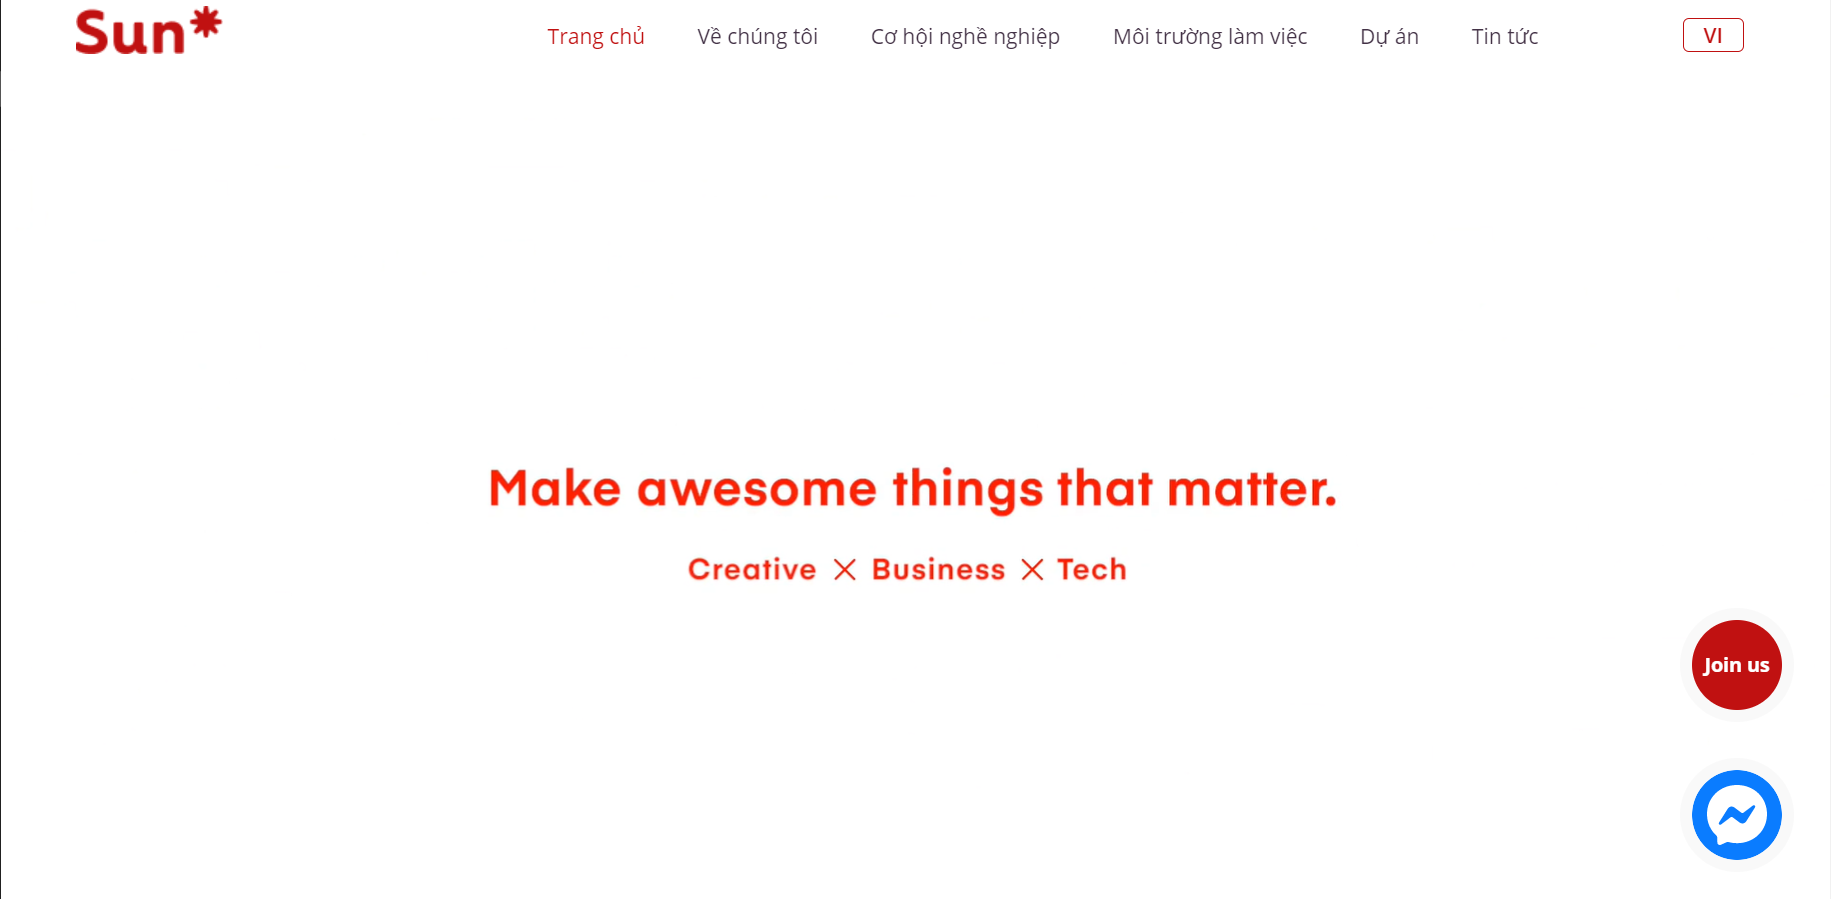 Sun*
Trang chủ Về chúng tôi Cơ hội nghề nghiệp Môi trường làm việc Dự án Tin tức VI
Make awesome things that matter.
Creative × Business × Tech
Join us